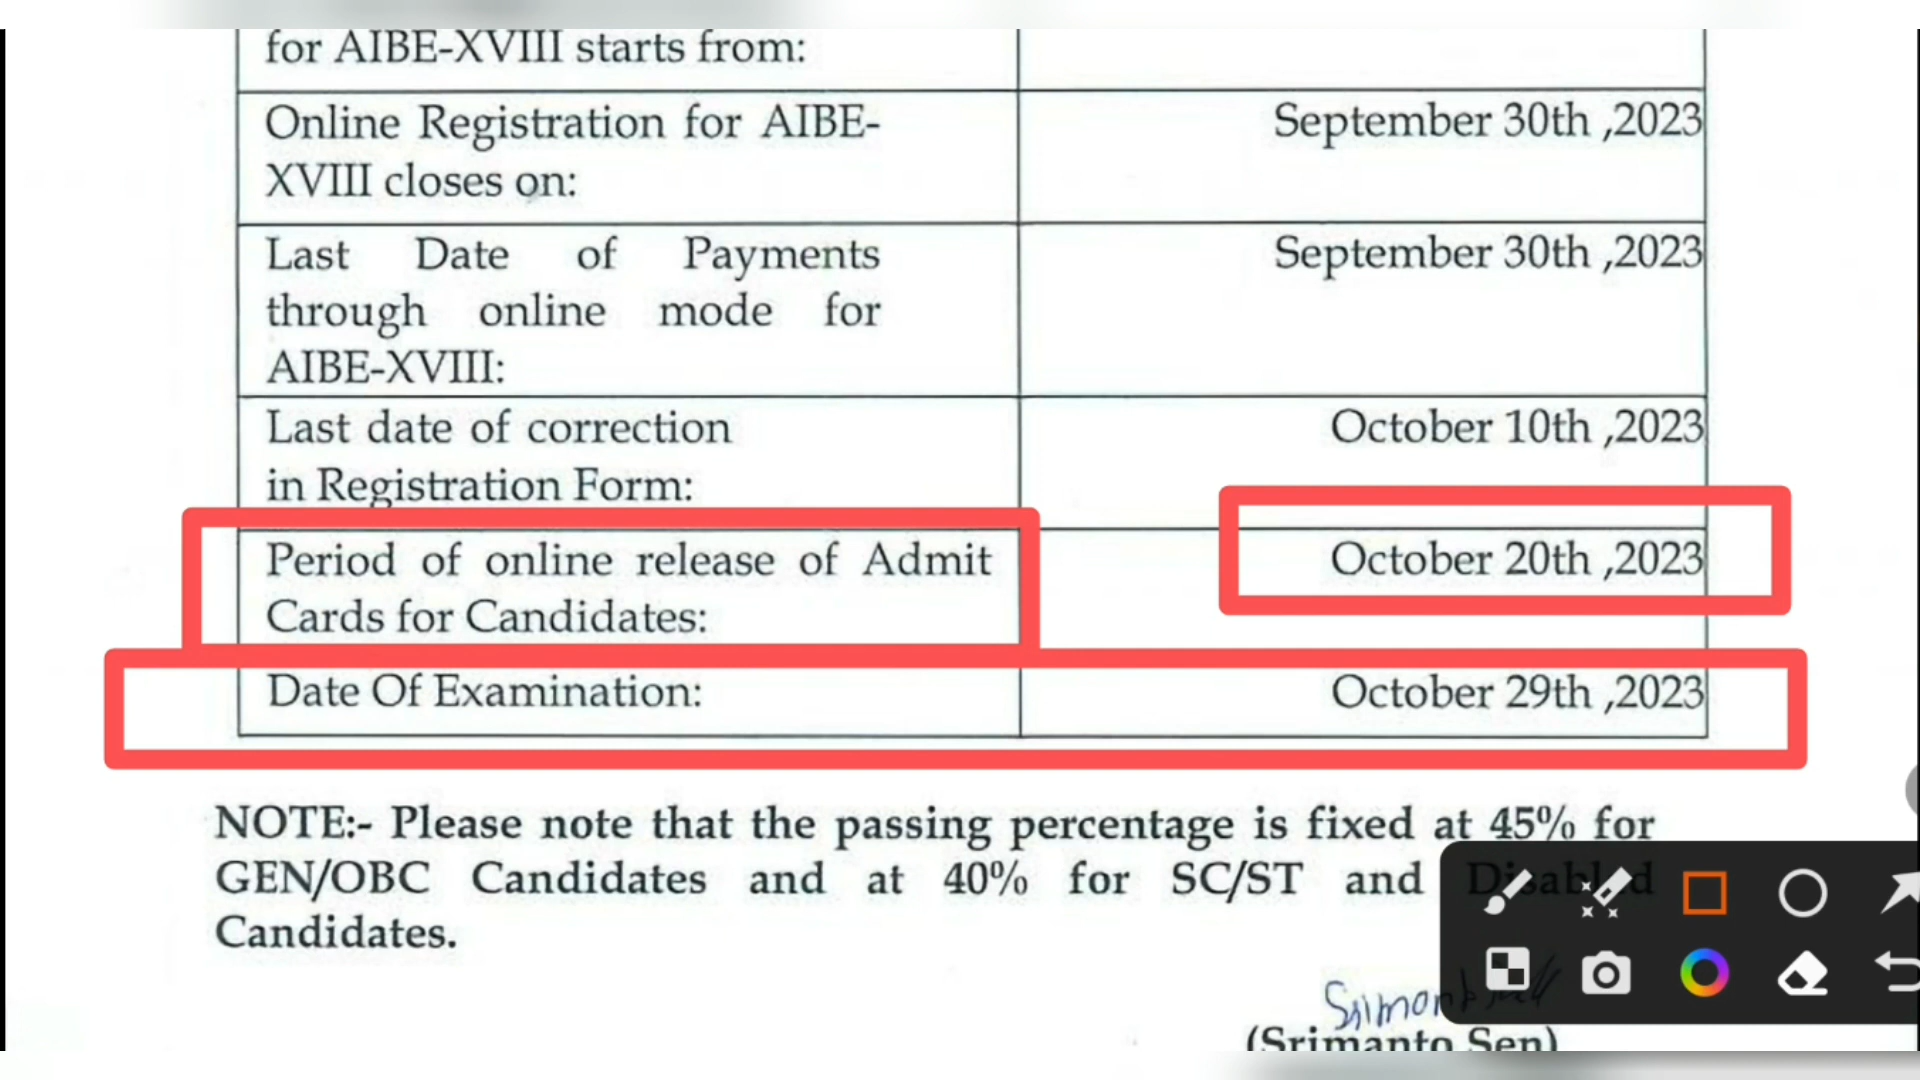 for AIBE-XVIII starts from:
Online Registration for AIBE-
XVIII closes on:
September 30th ,2023
Last Date of Payments
through online mode for
AIBE-XVIII:
September 30th ,2023
Last date of correction
in Registration Form:
October 10th ,2023
Period of online release of Admit
Cards for Candidates:
October 20th ,2023
Date Of Examination:
October 29th ,2023
NOTE:- Please note that the passing percentage is fixed at 45% for
GEN/OBC Candidates and at 40% for SC/ST and Disabled
Candidates.
(Srimanto Sen)